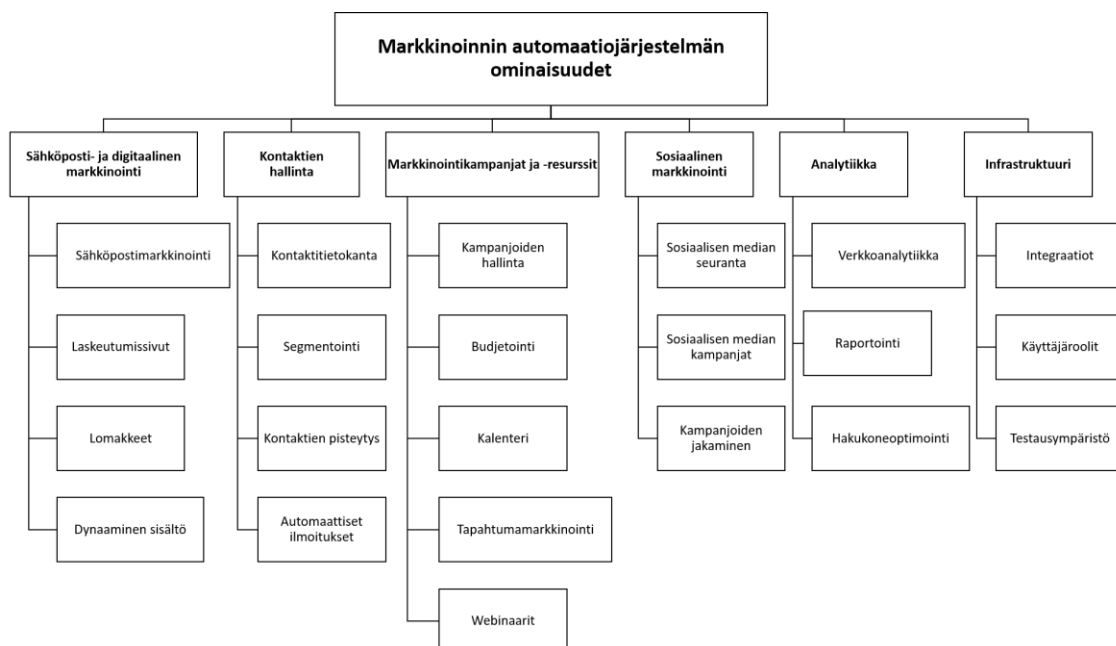 Markkinoinnin automaatiojärjestelmän
ominaisuudet
Sähköposti- ja digitaalinen
markkinointi
Sähköpostimarkkinointi
Laskeutumissivut
Lomakkeet
Dynaaminen sisältö
Kontaktien
hallinta
Kontaktitietokanta
Segmentointi
Kontaktien pisteytys
Automaattiset
ilmoitukset
Markkinointikampanjat ja -resurssit
Kampanjoiden
hallinta
Budjetointi
Kalenteri
Tapahtumamarkkinointi
Webinaarit
Sosiaalinen
markkinointi
Sosiaalisen median
seuranta
Sosiaalisen median
kampanjat
Kampanjoiden
jakaminen
Analytiikka
Verkkoanalytiikka
Raportointi
Hakukoneoptimointi
Infrastruktuuri
Integraatiot
Käyttäjäroolit
Testausympäristö